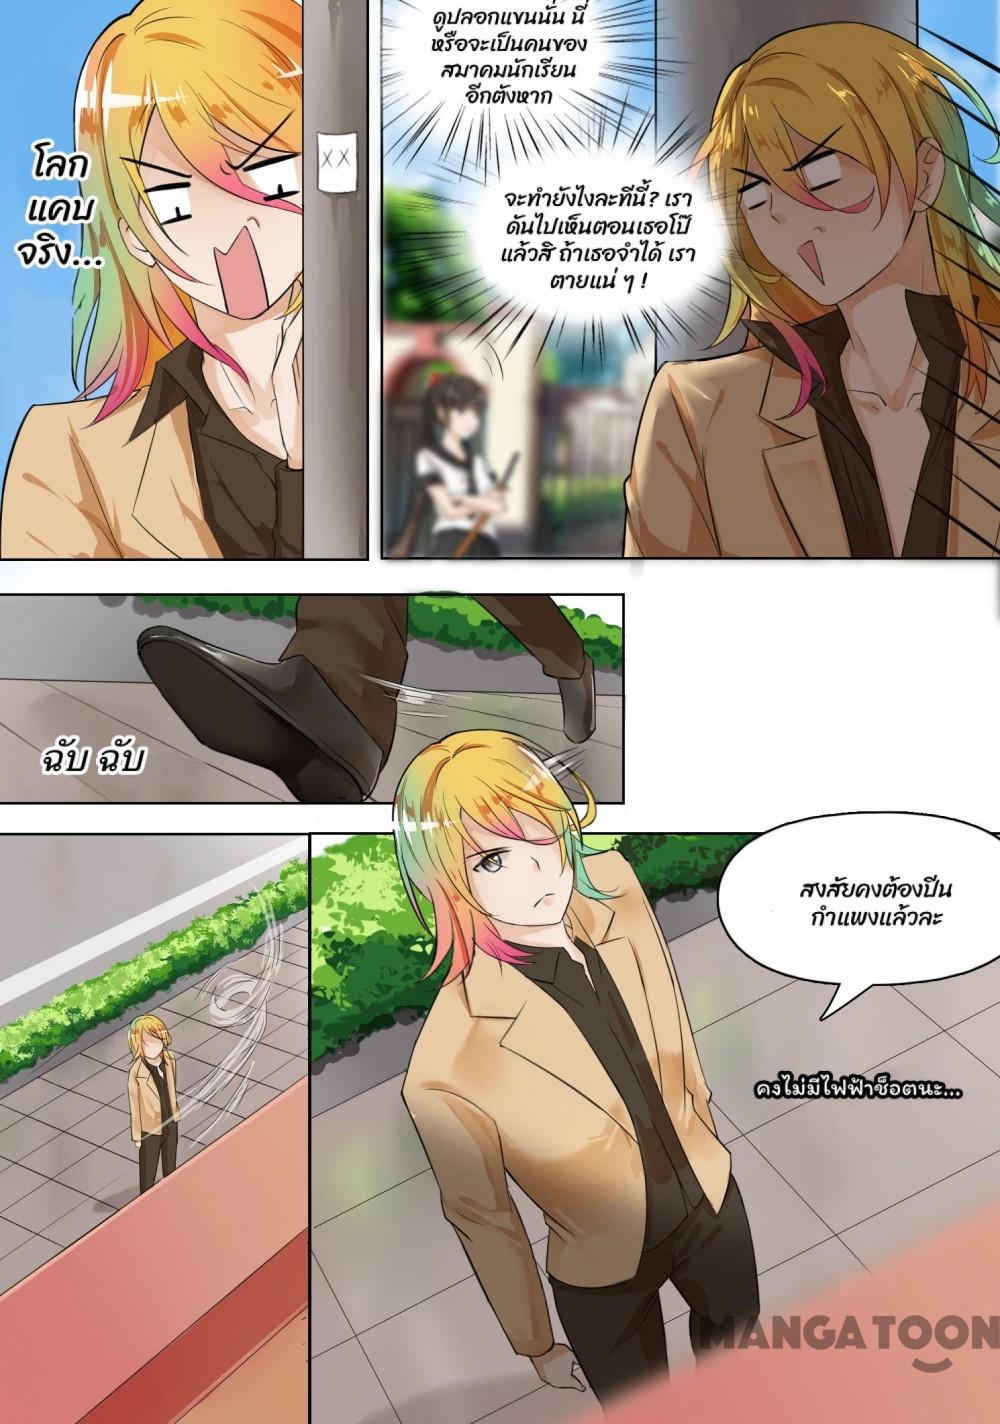 โลก
แคบ
จริง...
ดูปลอกแขนนั่น นี่
หรือจะเป็นคนของ
สมาคมนักเรียน
อีกตังหาก
จะทำยังไงละทีนี้? เรา
ดันไปเห็นตอนเธอโป๊
แล้วสิ ถ้าเธอจำได้ เรา
ตายแน่ ๆ !
XX
ฉับ ฉับ
สงสัยคงต้องปีน
กำแพงแล้วละ
คงไม่มีไฟฟ้าช็อตนะ...
MANGATOON